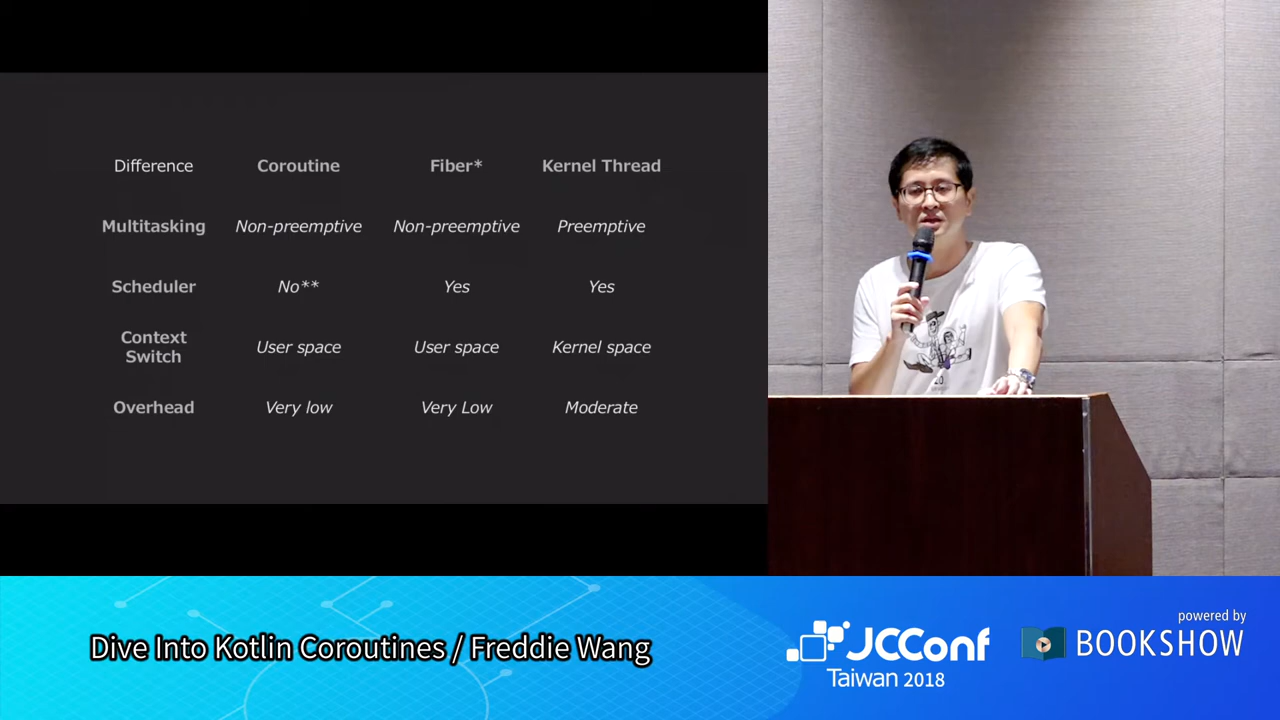 Difference Coroutine Fiber* Kernel Thread
Multitasking Non-preemptive Non-preemptive Preemptive
Scheduler No** Yes Yes
Context
Switch User space User space Kernel space
Overhead Very low Very Low Moderate
20
Dive Into Kotlin Coroutines / Freddie Wang
JCConf
Taiwan 2018
powered by
BOOKSHOW